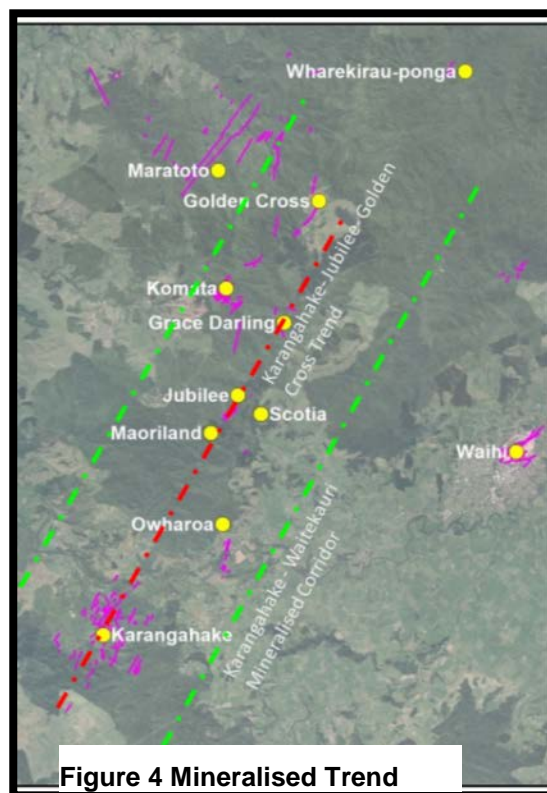 Wharekirau-ponga
Maratoto
Golden Cross
Komata
Grace Darling
Karangahake-Jubilee-Golden
Cross Trend
Jubilee
Scotia
Maoriland
Waihi
Owharoa
Karangahake - Waitekauri
Mineralised Corridor
Karangahake
Figure 4 Mineralised Trend